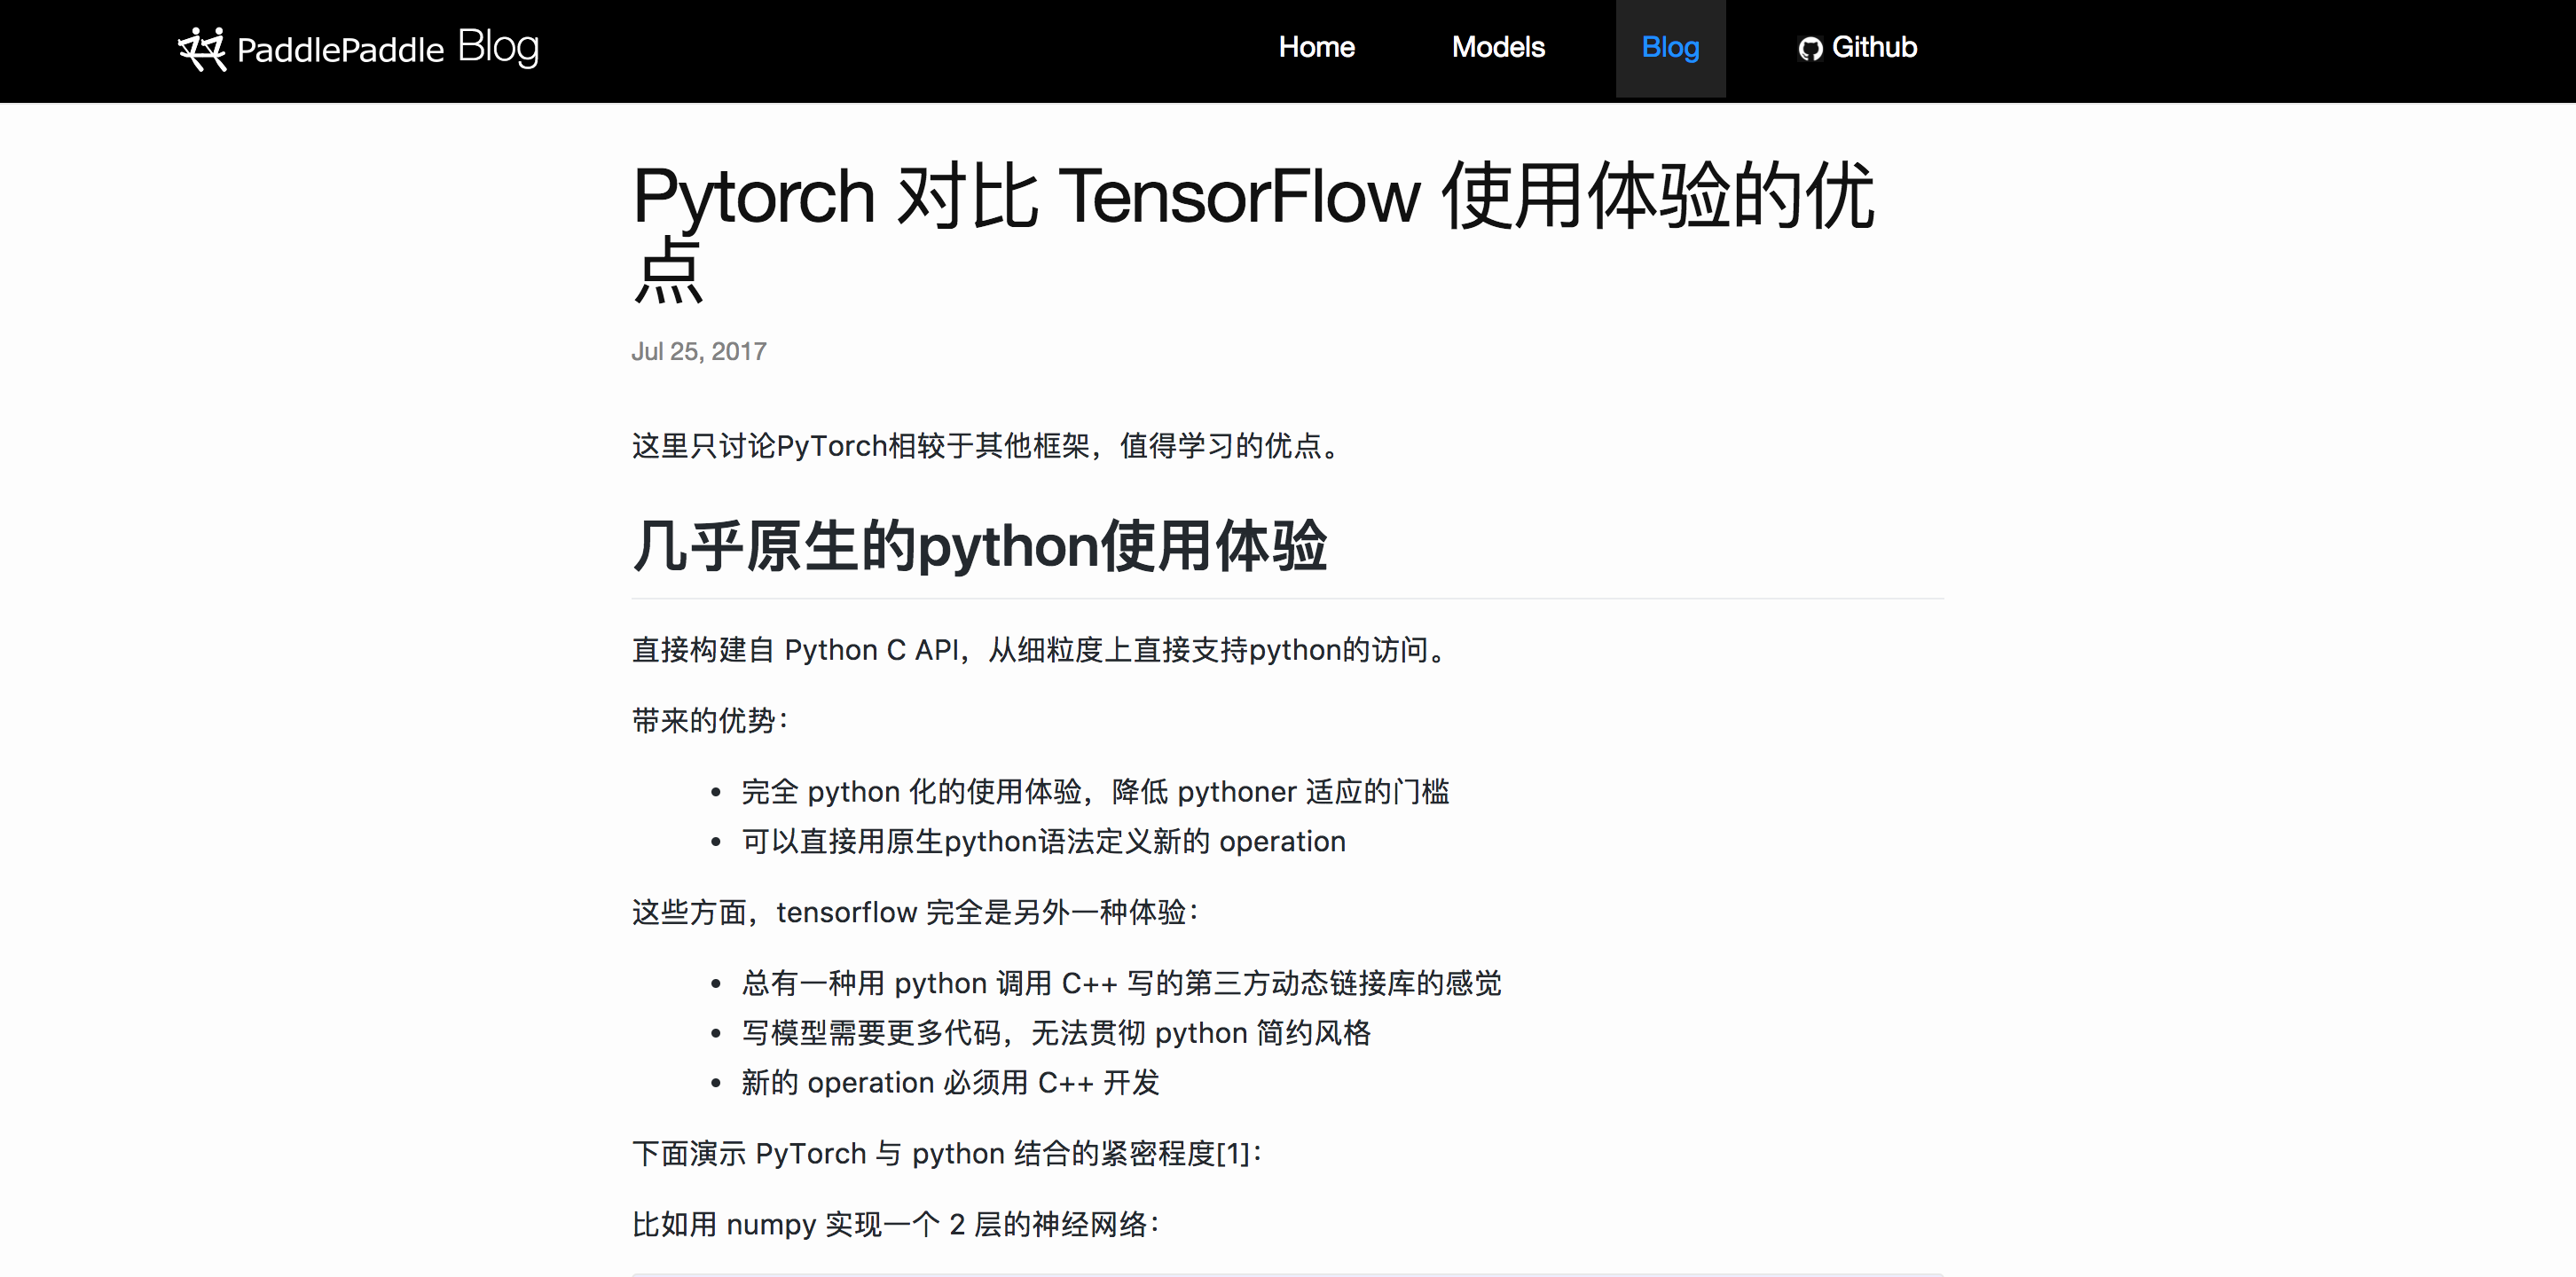 PaddlePaddle Blog
Home Models Blog Github
Pytorch 对比 TensorFlow 使用体验的优
点
Jul 25, 2017
这里只讨论PyTorch相较于其他框架，值得学习的优点。
几乎原生的python使用体验
直接构建自 Python C API，从细粒度上直接支持python的访问。
带来的优势：
• 完全 python 化的使用体验，降低 pythoner 适应的门槛
• 可以直接用原生python语法定义新的 operation
这些方面，tensorflow 完全是另外一种体验：
• 总有一种用 python 调用 C++ 写的第三方动态链接库的感觉
• 写模型需要更多代码，无法贯彻 python 简约风格
• 新的 operation 必须用 C++ 开发
下面演示 PyTorch 与 python 结合的紧密程度[1]：
比如用 numpy 实现一个 2 层的神经网络：